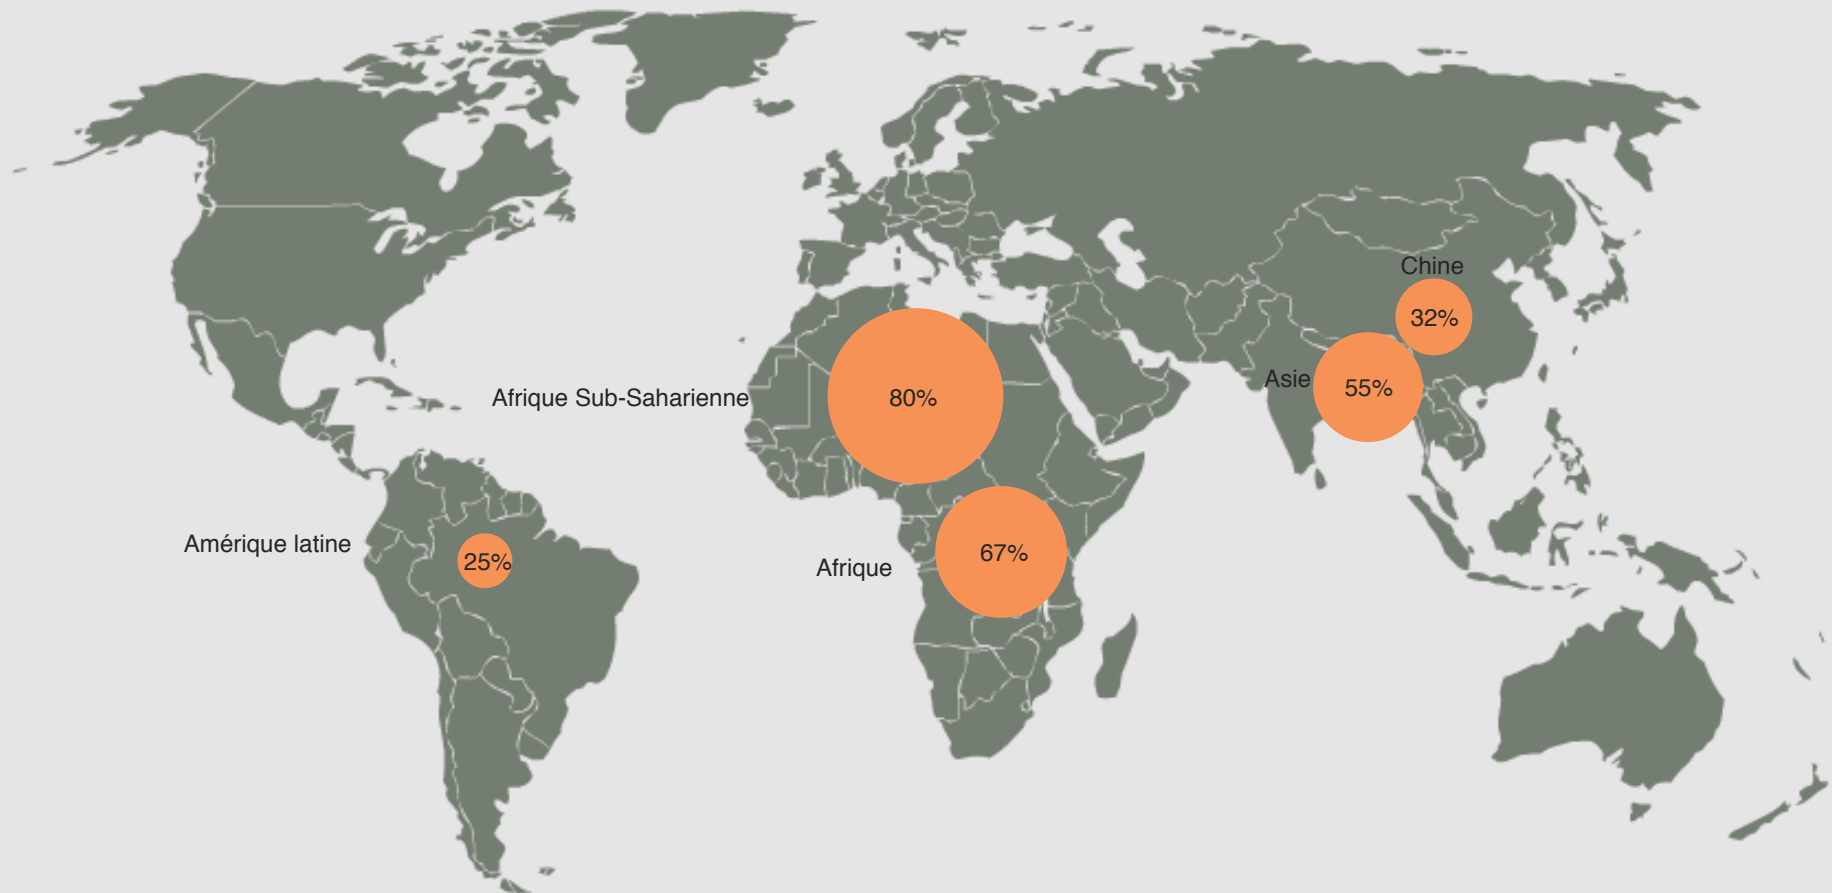 Chine
32%
Asie
55%
Afrique Sub-Saharienne
80%
Amérique latine
25%
Afrique
67%